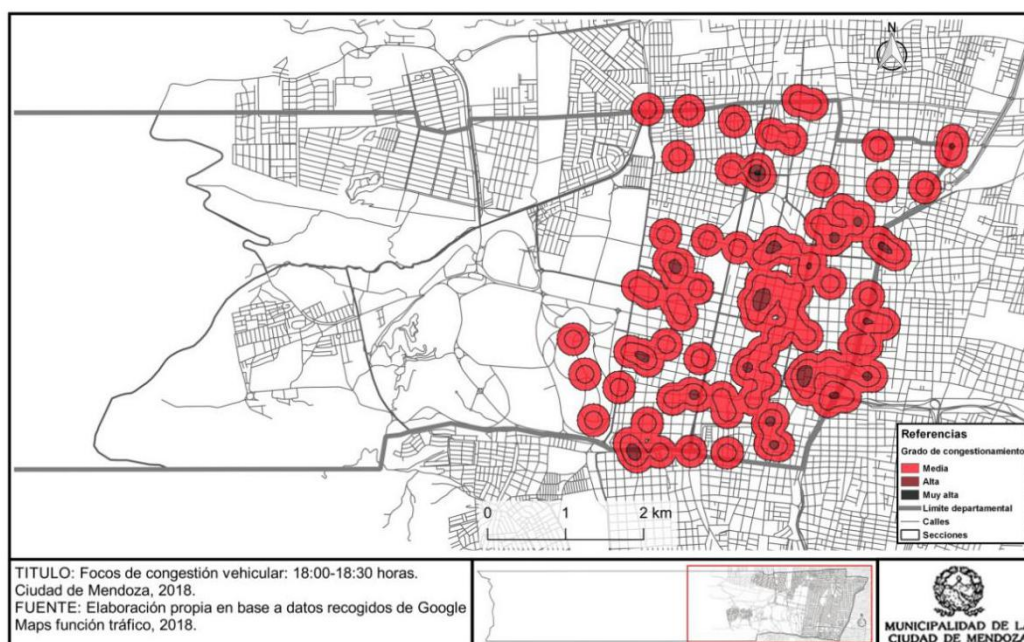 N
0 1 2 km
Referencias
Grado de congestionamiento
Media
Alta
Muy alta
Límite departamental
Calles
Secciones
TITULO: Focos de congestión vehicular: 18:00-18:30 horas.
Ciudad de Mendoza, 2018.
FUENTE: Elaboración propia en base a datos recogidos de Google
Maps función tráfico, 2018.
MUNICIPALIDAD DE LA
CIUDAD DE MENDOZA